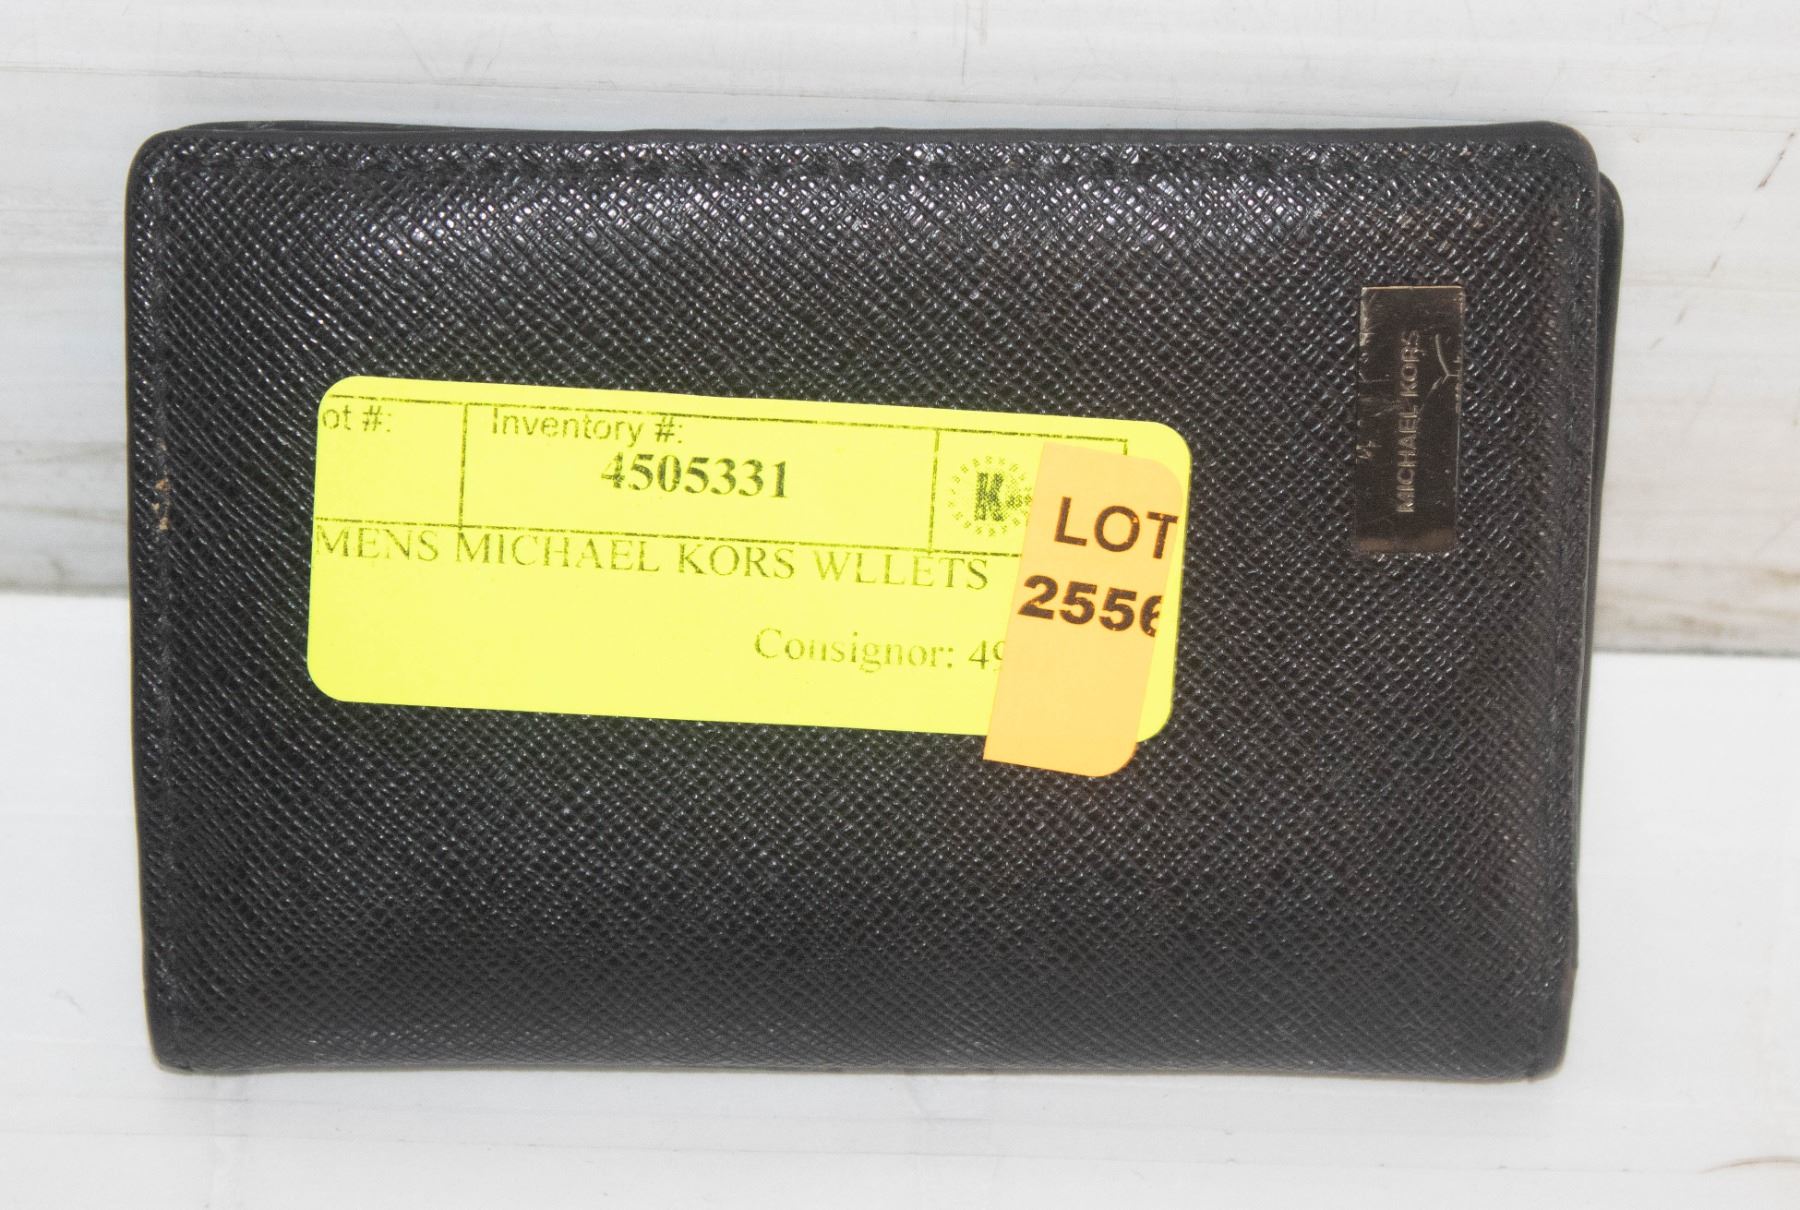 ot #:
Inventory #:
4505331
K
MENS MICHAEL KORS WLLETS
Consignor: 49
LOT
2556
MICHAEL KORS